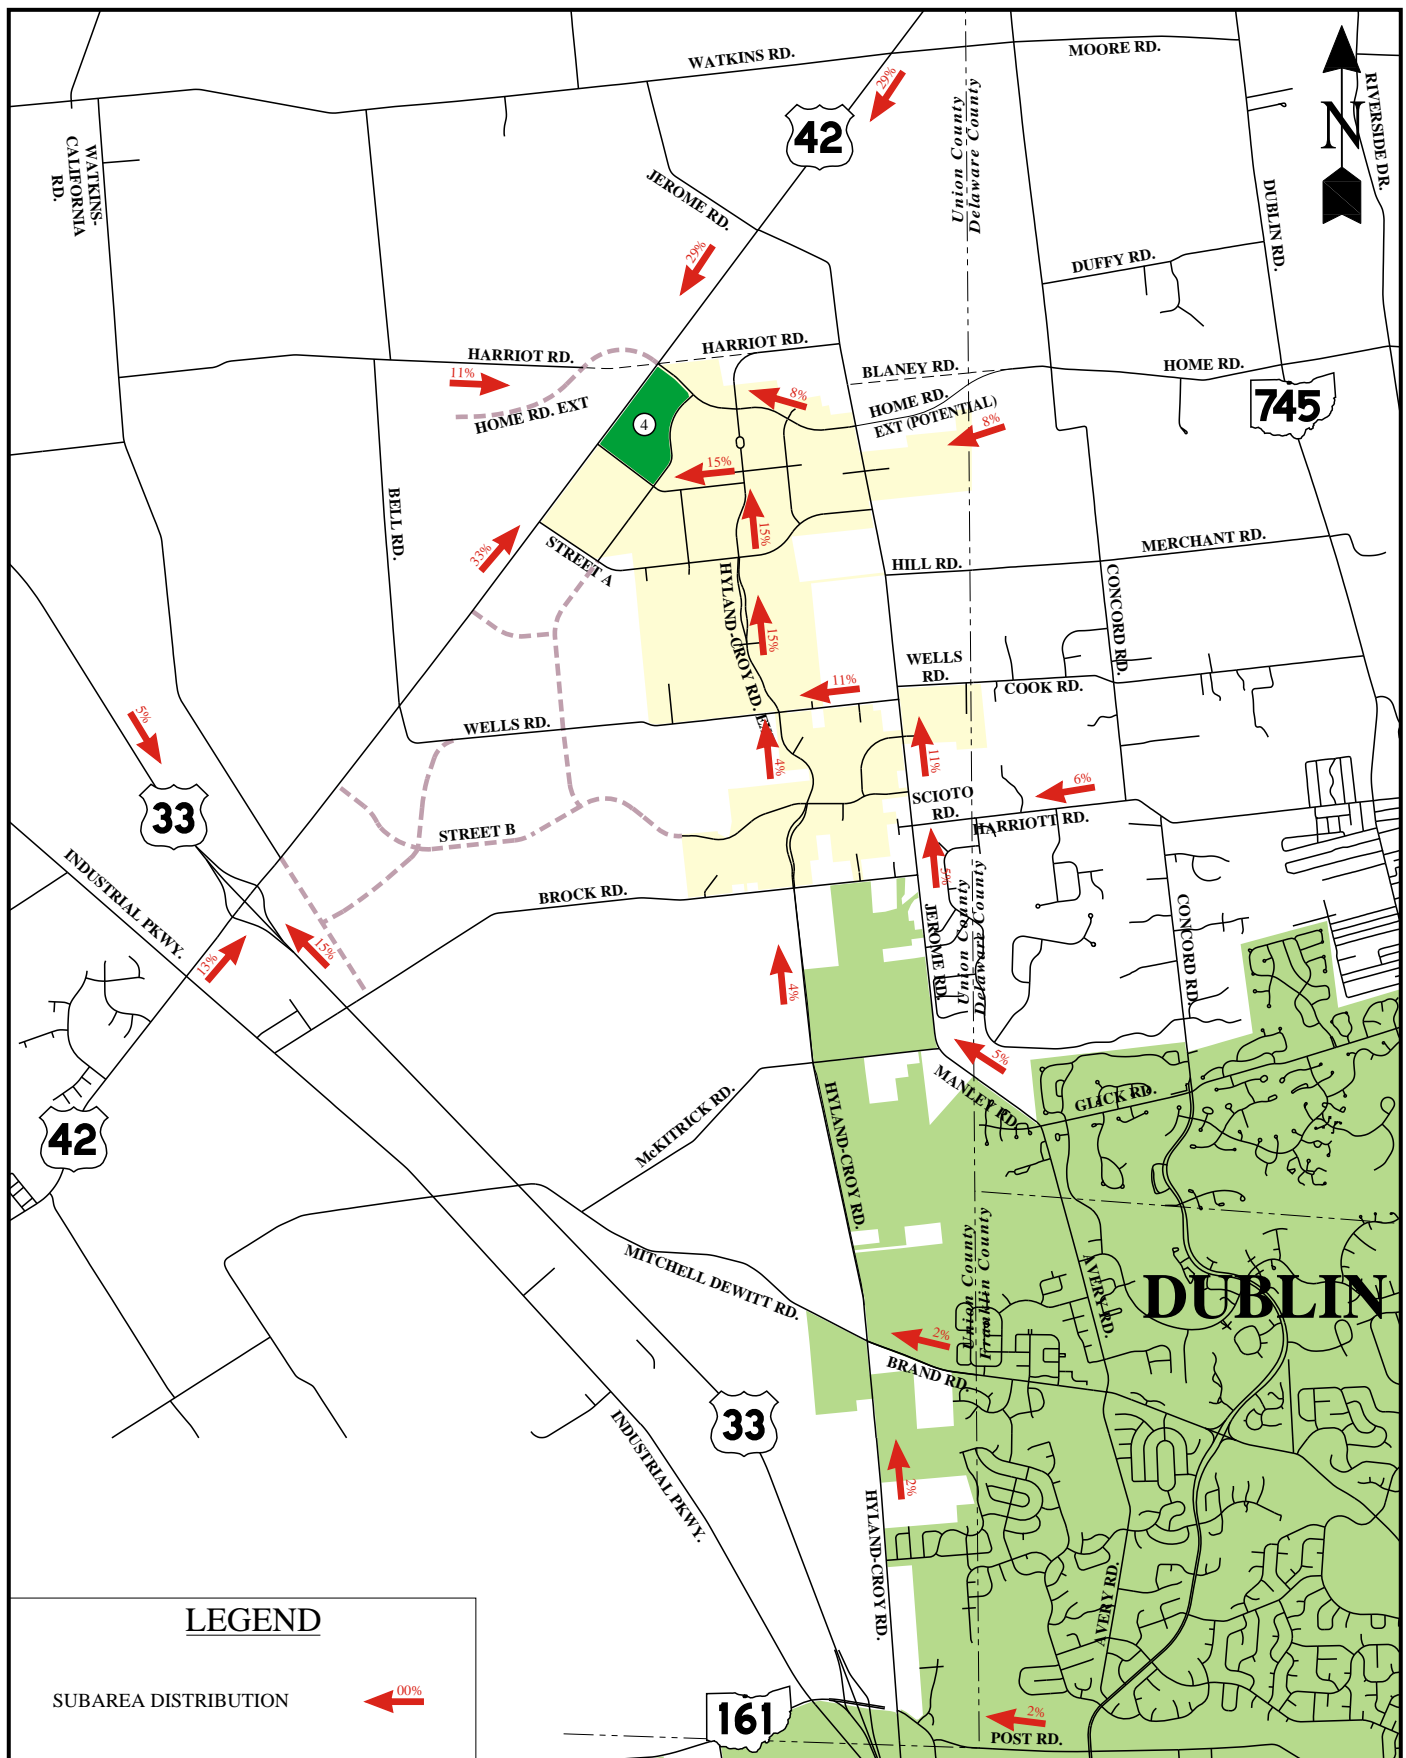 WATKINS RD.
MOORE RD.
29%
42
Union County
Delaware County
N
RIVERSIDE DR.
WATKINS-
CALIFORNIA
RD.
JEROME RD.
DUBLIN RD.
29%
DUFFY RD.
HARRIOT RD.
HARRIOT RD.
BLANEY RD.
HOME RD.
11%
8%
HOME RD. EXT
HOME RD.
EXT (POTENTIAL)
8%
745
4
15%
BELL RD.
33%
15%
STREET A
HILL RD.
MERCHANT RD.
HYLAND-CROY RD. EX
CONCORD RD.
15%
WELLS
RD.
COOK RD.
11%
5%
WELLS RD.
4%
11%
6%
33
SCIOTO
RD.
HARRIOTT RD.
STREET B
INDUSTRIAL PKWY.
BROCK RD.
5%
Union County
Delaware County
JEROME RD.
CONCORD RD.
15%
13%
4%
5%
MANLEY RD.
GLICK RD.
42
McKITRICK RD.
HYLAND-CROY RD.
Union County
Franklin County
MITCHELL DEWITT RD.
AVERY RD.
DUBLIN
2%
BRAND RD.
33
INDUSTRIAL PKWY.
2%
HYLAND-CROY RD.
AVERY RD.
LEGEND
SUBAREA DISTRIBUTION
00%
161
2%
POST RD.